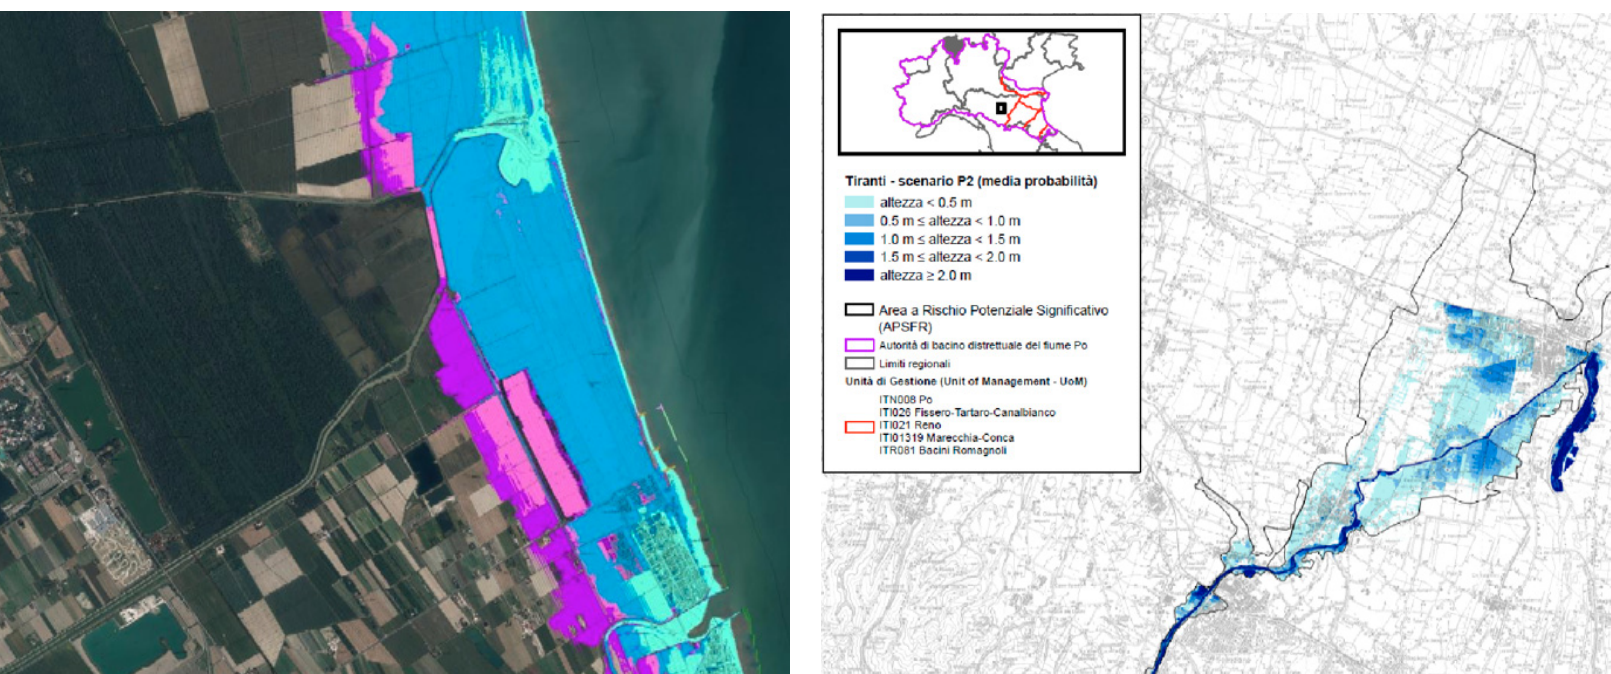 Tiranti - scenario P2 (media probabilità)
altezza < 0.5 m
0.5 m ≤ altezza < 1.0 m
1.0 m ≤ altezza < 1.5 m
1.5 m ≤ altezza < 2.0 m
altezza ≥ 2.0 m
Area a Rischio Potenziale Significativo
(APSFR)
Autorità di bacino distrettuale del fiume Po
Limiti regionali
Unità di Gestione (Unit of Management - UoM)
ITN008 Po
ITI026 Fissero-Tartaro-Canalbianco
ITI021 Reno
ITI01319 Marecchia-Conca
ITR081 Bacini Romagnoli